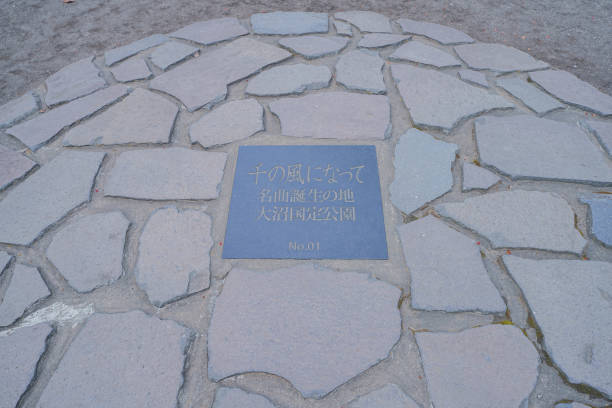 千の風になって
名曲誕生の地
大沼国定公園
No.01